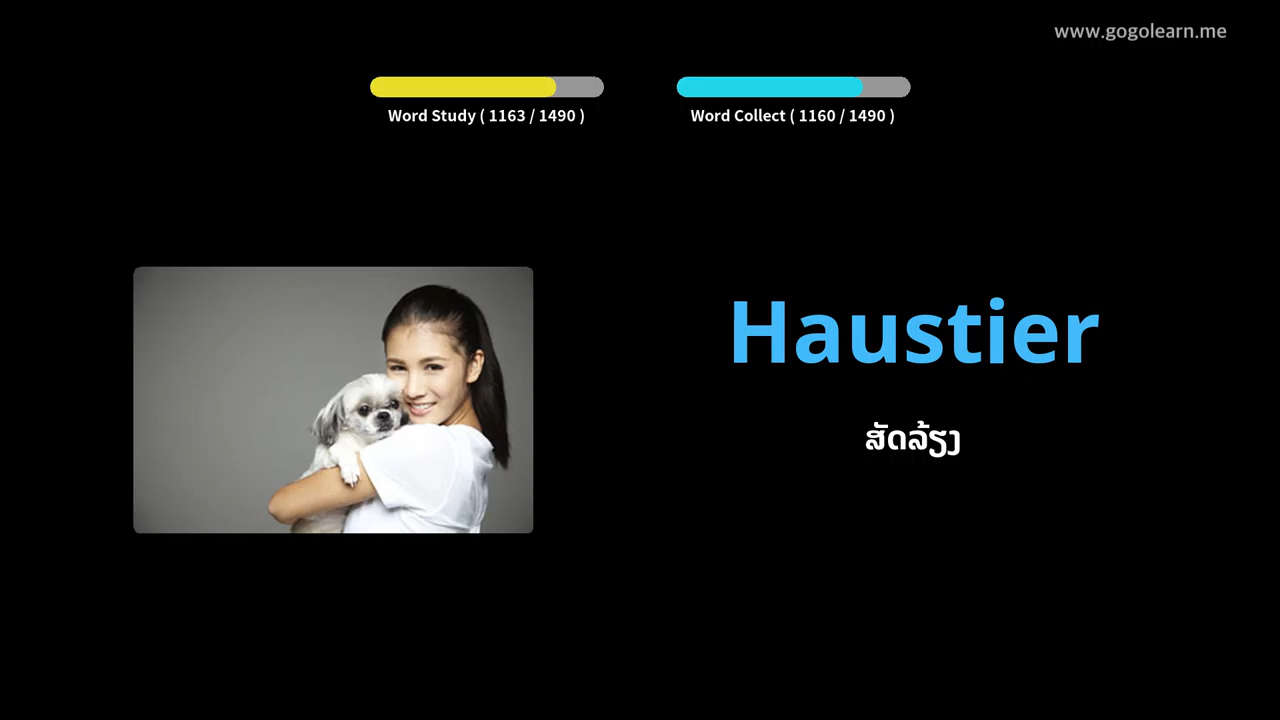 www.gogolearn.me
Word Study ( 1163 / 1490 )
Word Collect ( 1160 / 1490 )
Haustier
ສັດລ້ຽງ